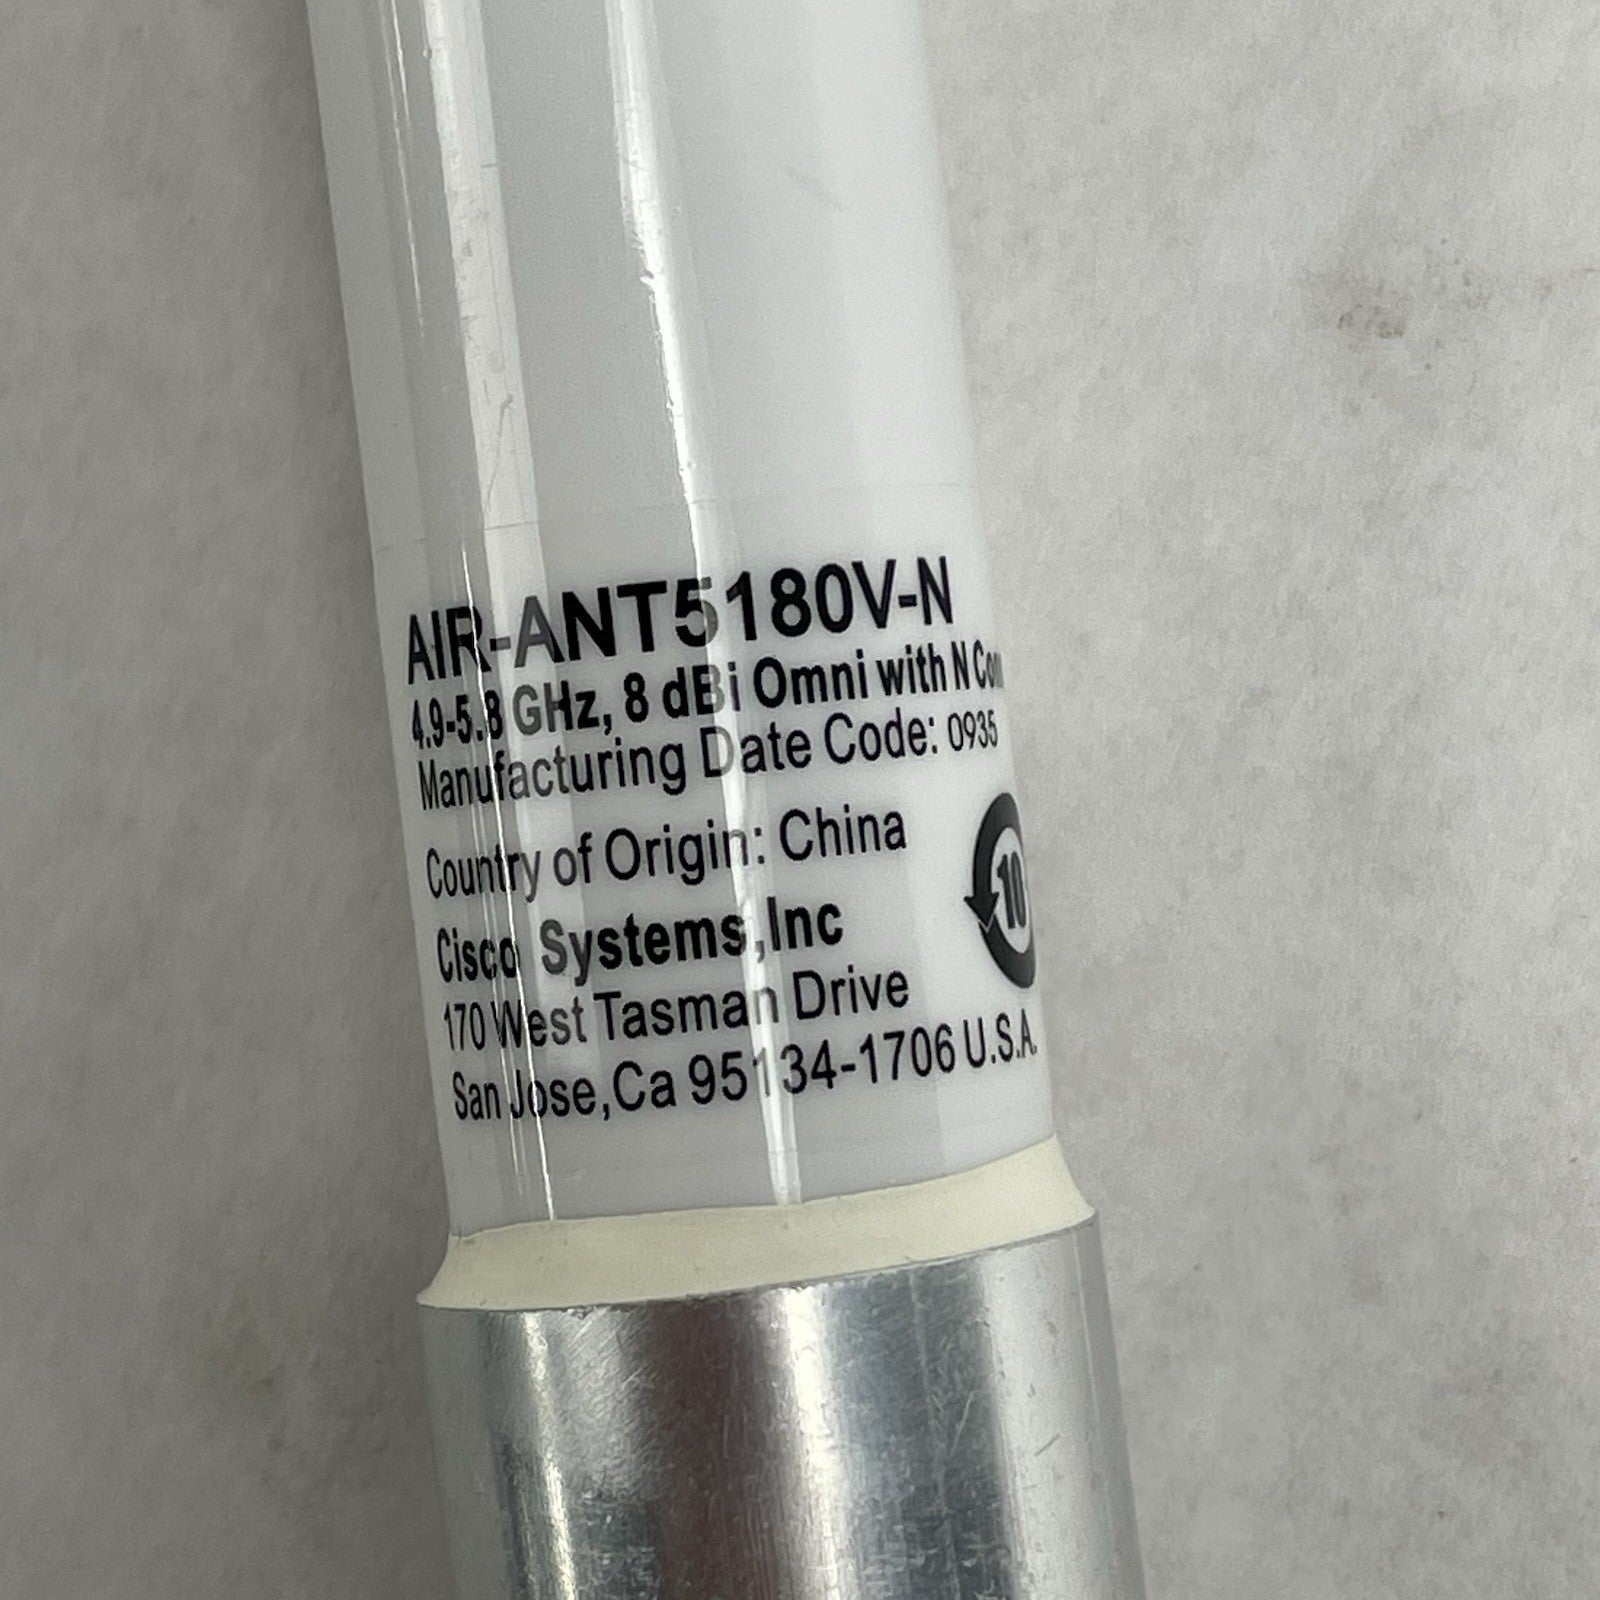 AIR-ANT5180V-N
4.9-5.8 GHz, 8 dBi Omni with N
Manufacturing Date Code: 0935
Country of Origin: China
10
Cisco Systems,Inc
170 West Tasman Drive
San Jose,Ca 95134-1706 U.S.A.